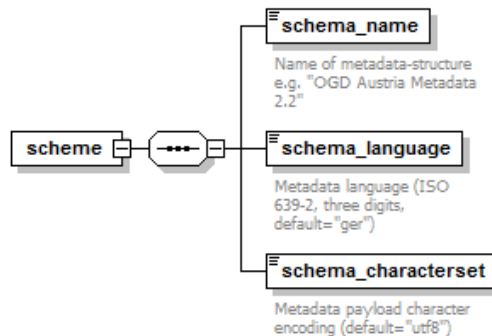 schema_name
Name of metadata-structure
e.g. "OGD Austria Metadata
2.2"
scheme
schema_language
Metadata language (ISO
639-2, three digits,
default="ger")
schema_characterset
Metadata payload character
encoding (default="utf8")